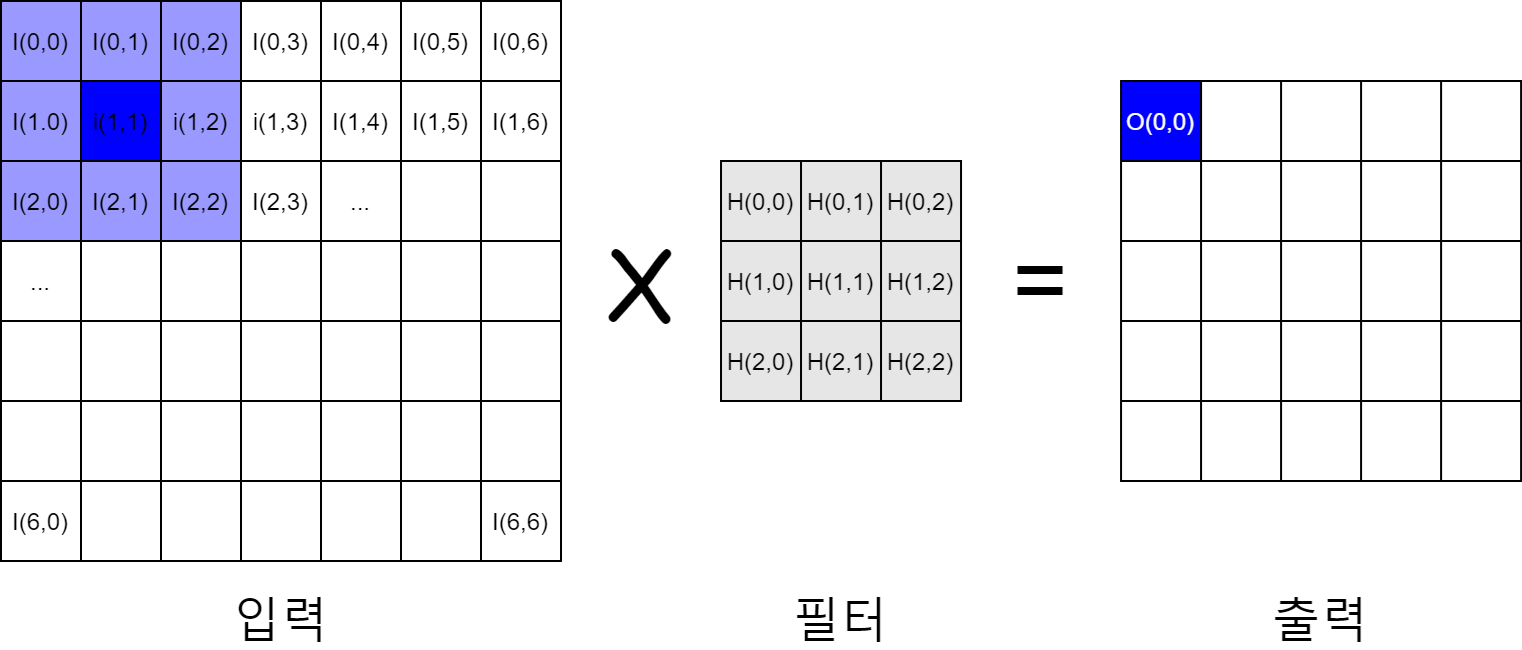 I(0,0) I(0,1) I(0,2) I(0,3) I(0,4) I(0,5) I(0,6)
I(1.0) i(1,1) i(1,2) i(1,3) I(1,4) I(1,5) I(1,6)
I(2,0) I(2,1) I(2,2) I(2,3) ...
...
I(6,0) I(6,6)
입력
X
H(0,0) H(0,1) H(0,2)
H(1,0) H(1,1) H(1,2)
H(2,0) H(2,1) H(2,2)
필터
=
O(0,0)
출력